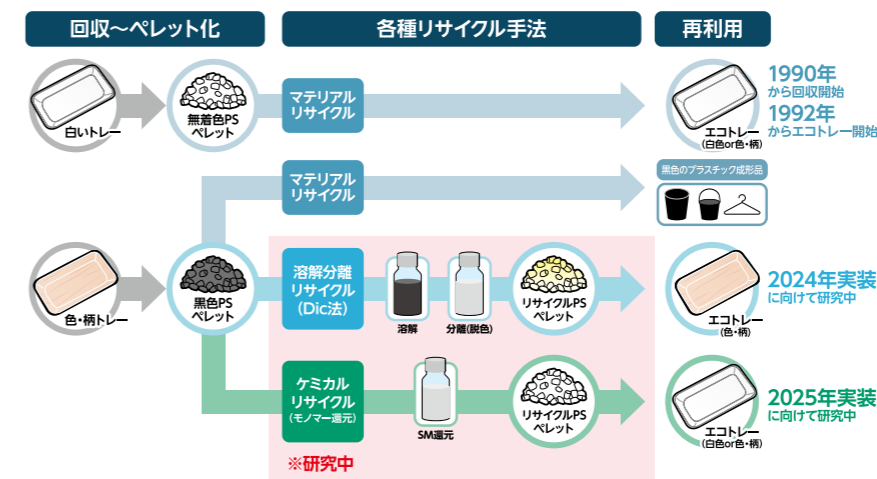 回収～ペレット化
各種リサイクル手法
再利用
白いトレー
無着色PS
ペレット
マテリアル
リサイクル
エコトレー
(白色or色・柄)
1990年
から回収開始
1992年
からエコトレー開始
マテリアル
リサイクル
黒色のプラスチック成形品
色・柄トレー
黒色PS
ペレット
溶解分離
リサイクル
(Dic法)
溶解
分離(脱色)
リサイクルPS
ペレット
エコトレー
(色・柄)
2024年実装
に向けて研究中
ケミカル
リサイクル
(モノマー還元)
SM還元
リサイクルPS
ペレット
エコトレー
(白色or色・柄)
2025年実装
に向けて研究中
※研究中